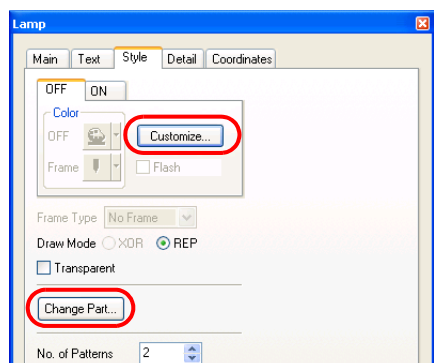 Lamp
Main Text Style Detail Coordinates
OFF ON
Color
OFF Customize...
Frame Flash
Frame Type No Frame
Draw Mode XOR REP
Transparent
Change Part...
No. of Patterns 2